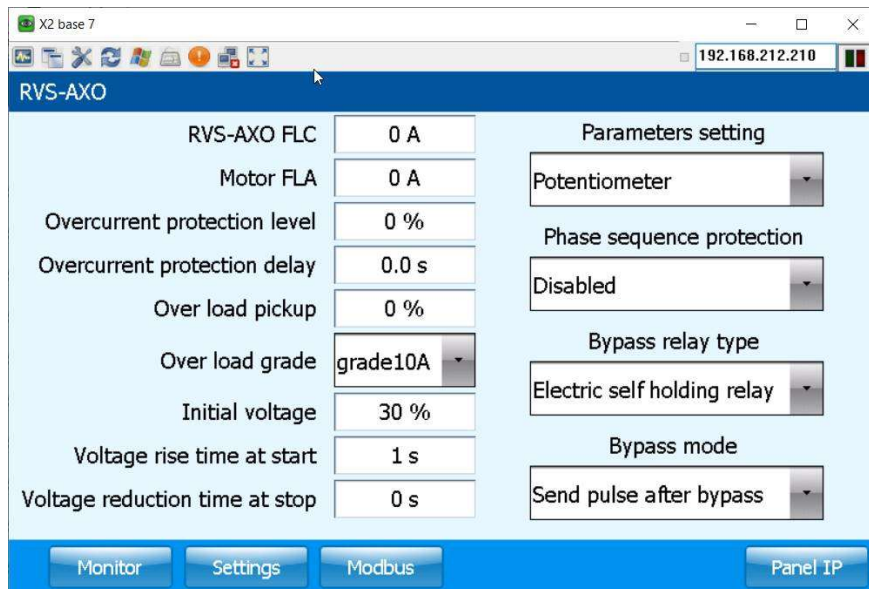 X2 base 7
192.168.212.210
RVS-AXO
RVS-AXO FLC 0 A
Motor FLA 0 A
Overcurrent protection level 0 %
Overcurrent protection delay 0.0 s
Over load pickup 0 %
Over load grade grade10A
Initial voltage 30 %
Voltage rise time at start 1 s
Voltage reduction time at stop 0 s
Parameters setting
Potentiometer
Phase sequence protection
Disabled
Bypass relay type
Electric self holding relay
Bypass mode
Send pulse after bypass
Monitor Settings Modbus Panel IP